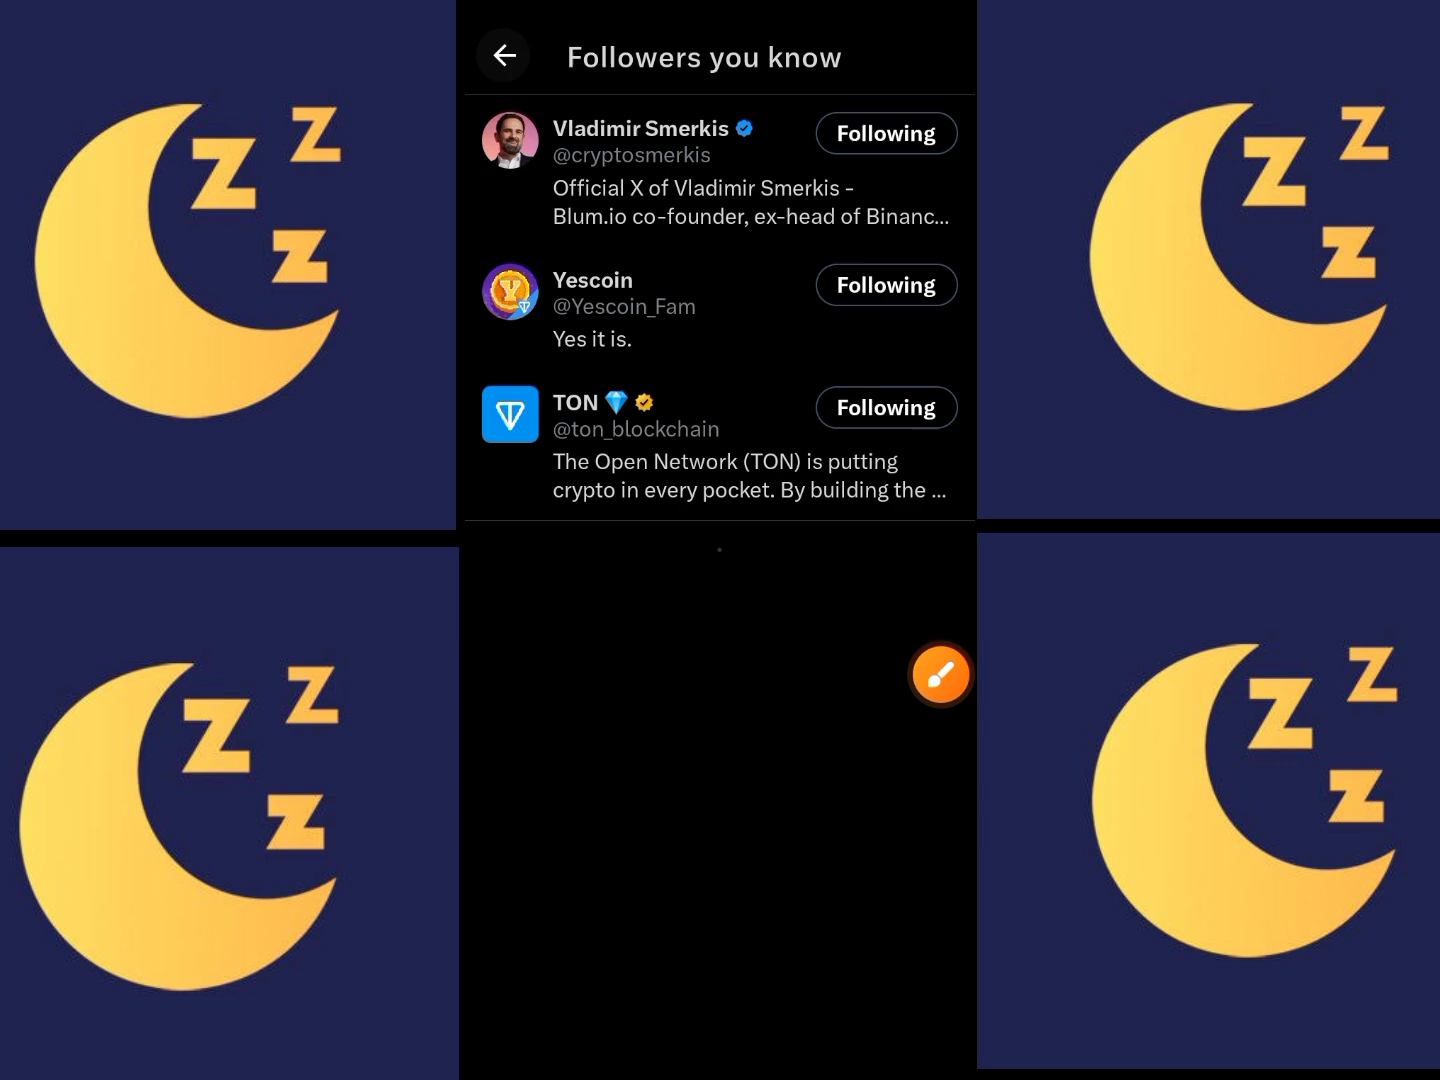 Followers you know
Vladimir Smerkis
Following
@cryptosmerkis
Official X of Vladimir Smerkis -
Blum.io co-founder, ex-head of Binanc...
Yescoin
Following
@Yescoin_Fam
Yes it is.
TON
Following
@ton_blockchain
The Open Network (TON) is putting
crypto in every pocket. By building the ...
Z
Z
Z
Z
Z
Z
Z
Z
Z
Z
Z
Z